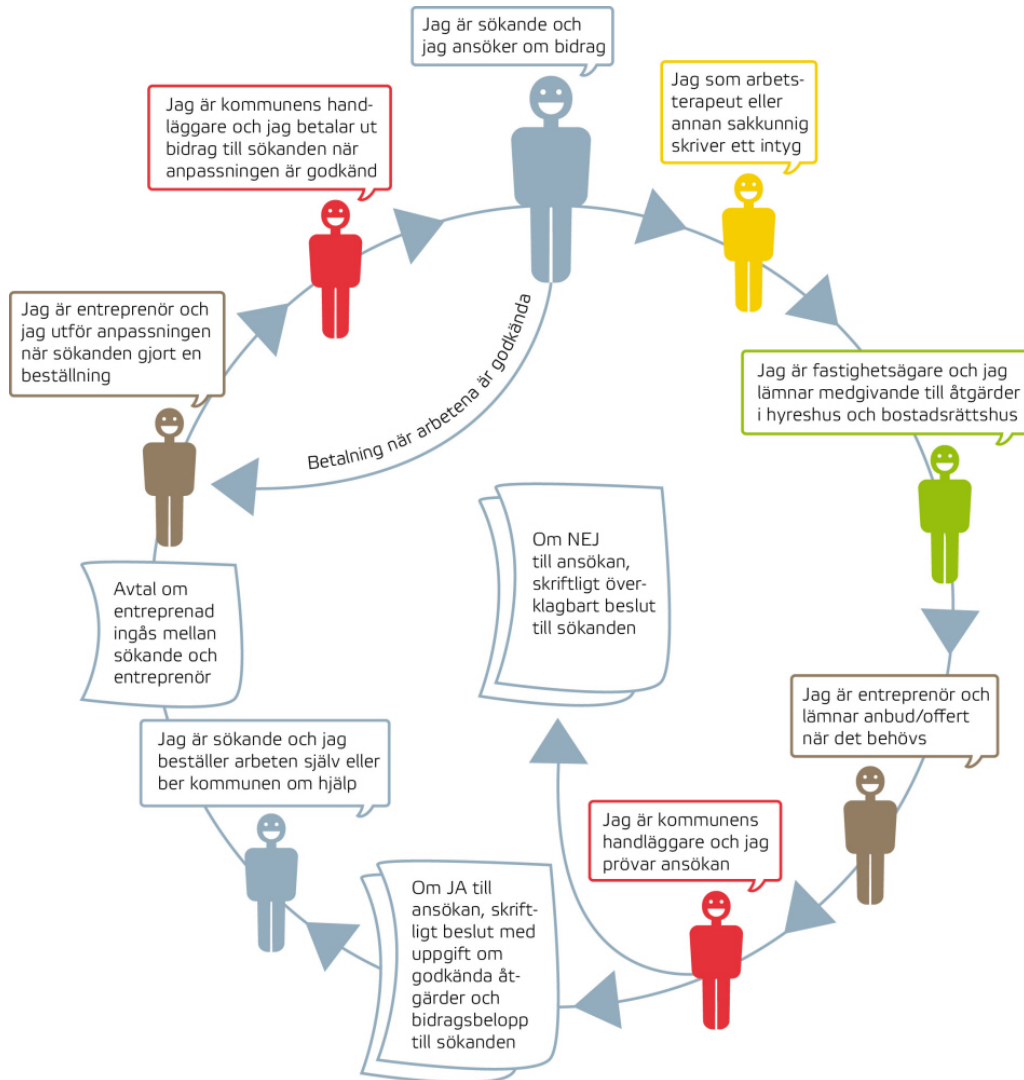 Jag är sökande och
jag ansöker om bidrag
Jag som arbets-
terapeut eller
annan sakkunnig
skriver ett intyg
Jag är fastighetsägare och jag
lämnar medgivande till åtgärder
i hyreshus och bostadsrättshus
Jag är entreprenör och
lämnar anbud/offert
när det behövs
Jag är kommunens
handläggare och jag
prövar ansökan
Om NEJ
till ansökan,
skriftligt över-
klagbart beslut
till sökanden
Om JA till
ansökan, skrift-
ligt beslut med
uppgift om
godkända åt-
gärder och
bidragsbelopp
till sökanden
Jag är sökande och jag
beställer arbeten själv eller
ber kommunen om hjälp
Avtal om
entreprenad
ingås mellan
sökande och
entreprenör
Jag är entreprenör och
jag utför anpassningen
när sökanden gjort en
beställning
Jag är kommunens hand-
läggare och jag betalar ut
bidrag till sökanden när
anpassningen är godkänd
Betalning när arbetena är godkända